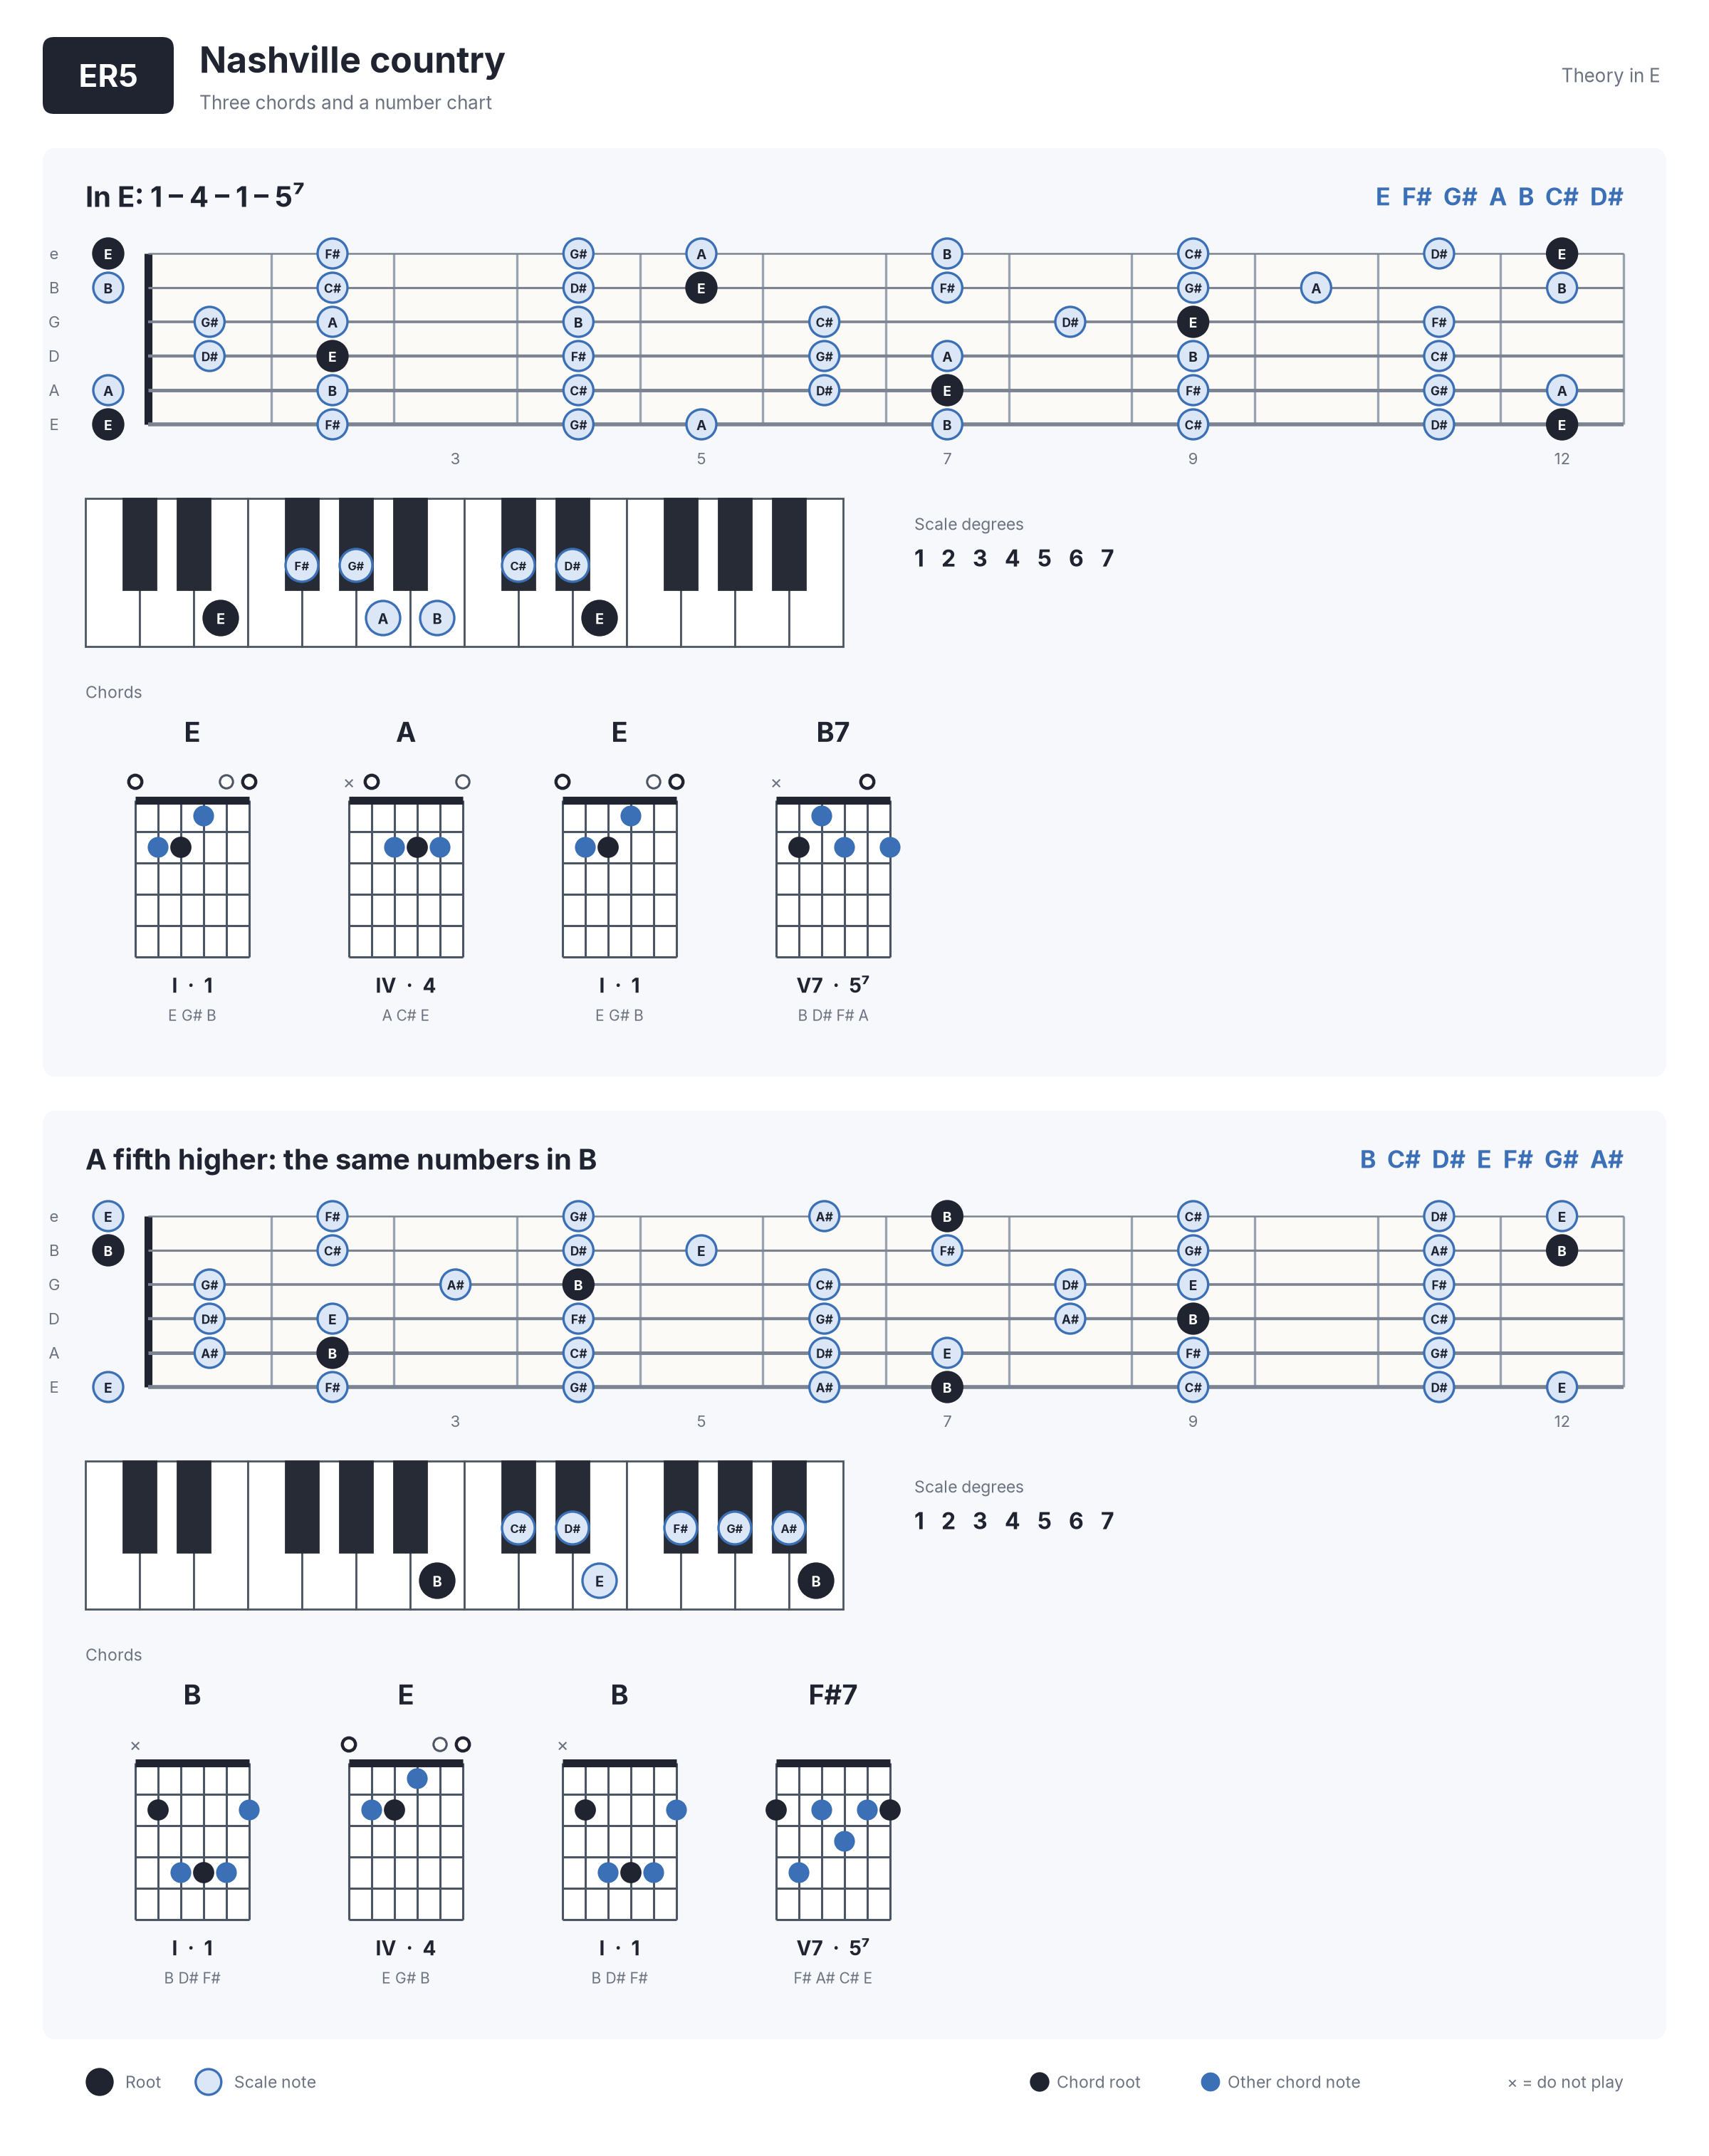 ER5
Nashville country
Three chords and a number chart
Theory in E
In E: 1 – 4 – 1 – 5⁷
E F# G# A B C# D#
e E F# G# A B C# D# E
B B C# D# E F# G# A B
G G# A B C# D# E F#
D D# E F# G# A B C#
A A B C# D# E F# G# A
E E F# G# A B C# D# E
3 5 7 9 12
F# G# C# D#
E A B E
Scale degrees
1 2 3 4 5 6 7
Chords
E A E B7
× ×
I · 1 IV · 4 I · 1 V7 · 5⁷
E G# B A C# E E G# B B D# F# A
A fifth higher: the same numbers in B
B C# D# E F# G# A#
e E F# G# A# B C# D# E
B B C# D# E F# G# A# B
G G# A# B C# D# E F#
D D# E F# G# A# B C#
A A# B C# D# E F# G#
E E F# G# A# B C# D# E
3 5 7 9 12
C# D# F# G# A#
B E B
Scale degrees
1 2 3 4 5 6 7
Chords
B E B F#7
× ×
I · 1 IV · 4 I · 1 V7 · 5⁷
B D# F# E G# B B D# F# F# A# C# E
Root Scale note Chord root Other chord note × = do not play